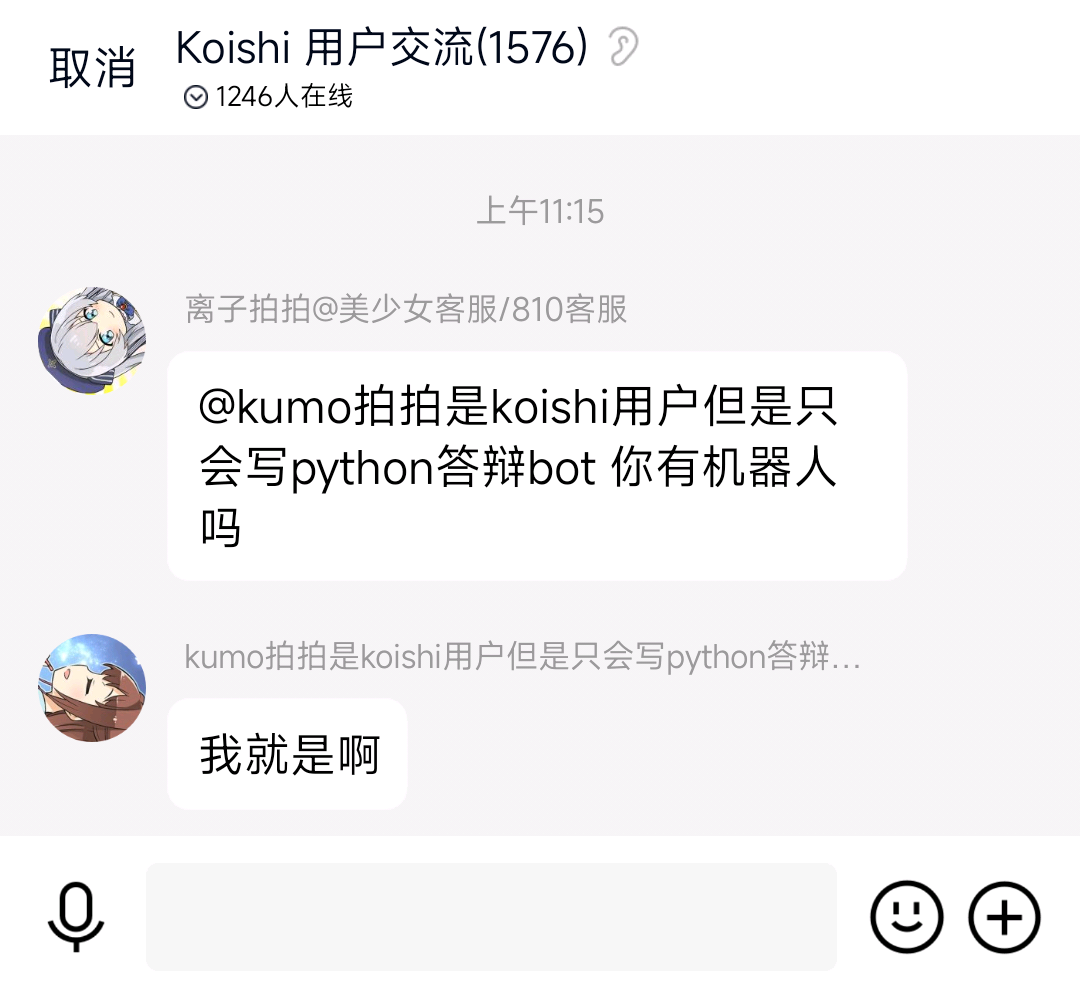 取消
Koishi 用户交流(1576)
1246人在线
上午11:15
离子拍拍@美少女客服/810客服
@kumo拍拍是koishi用户但是只
会写python答辩bot 你有机器人
吗
kumo拍拍是koishi用户但是只会写python答辩...
我就是啊